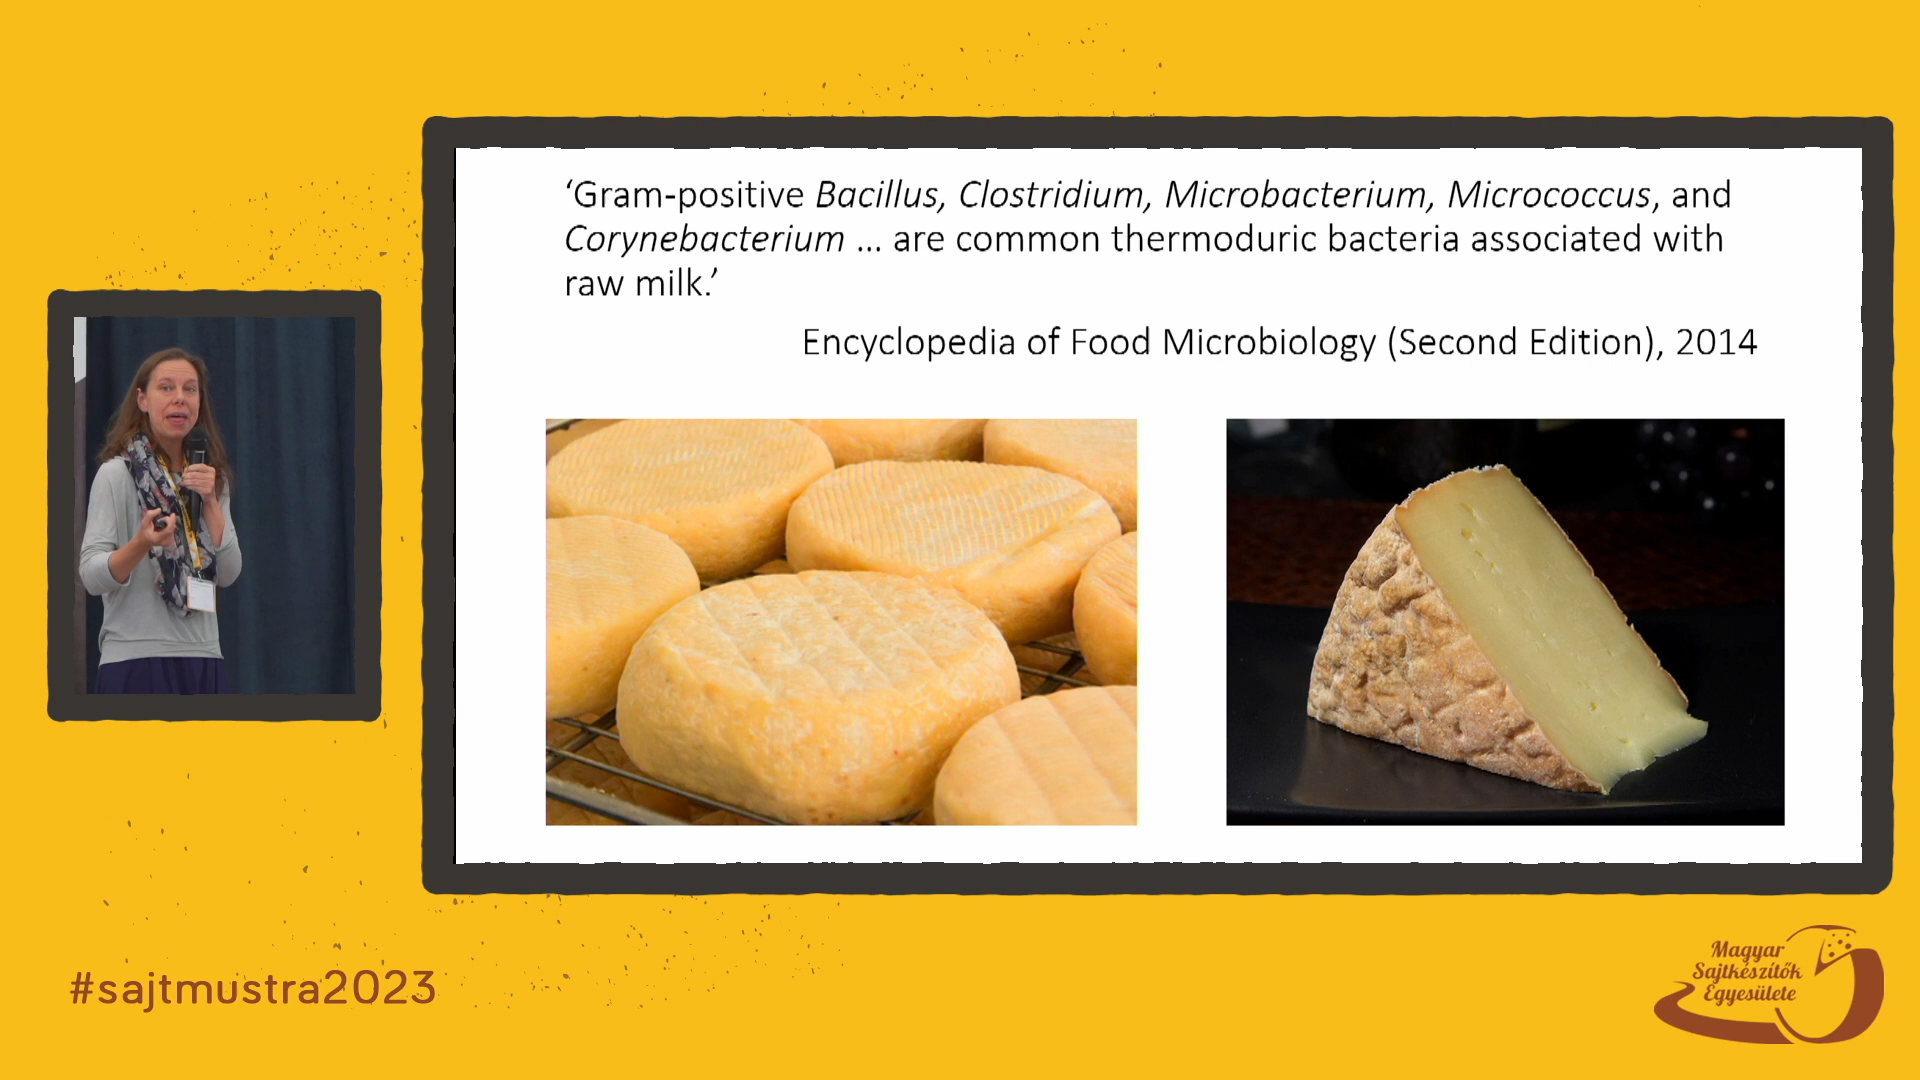 ‘Gram-positive Bacillus, Clostridium, Microbacterium, Micrococcus, and
Corynebacterium ... are common thermoduric bacteria associated with
raw milk.’
Encyclopedia of Food Microbiology (Second Edition), 2014
#sajtmustra2023
Magyar
Sajtkészítők
Egyesülete